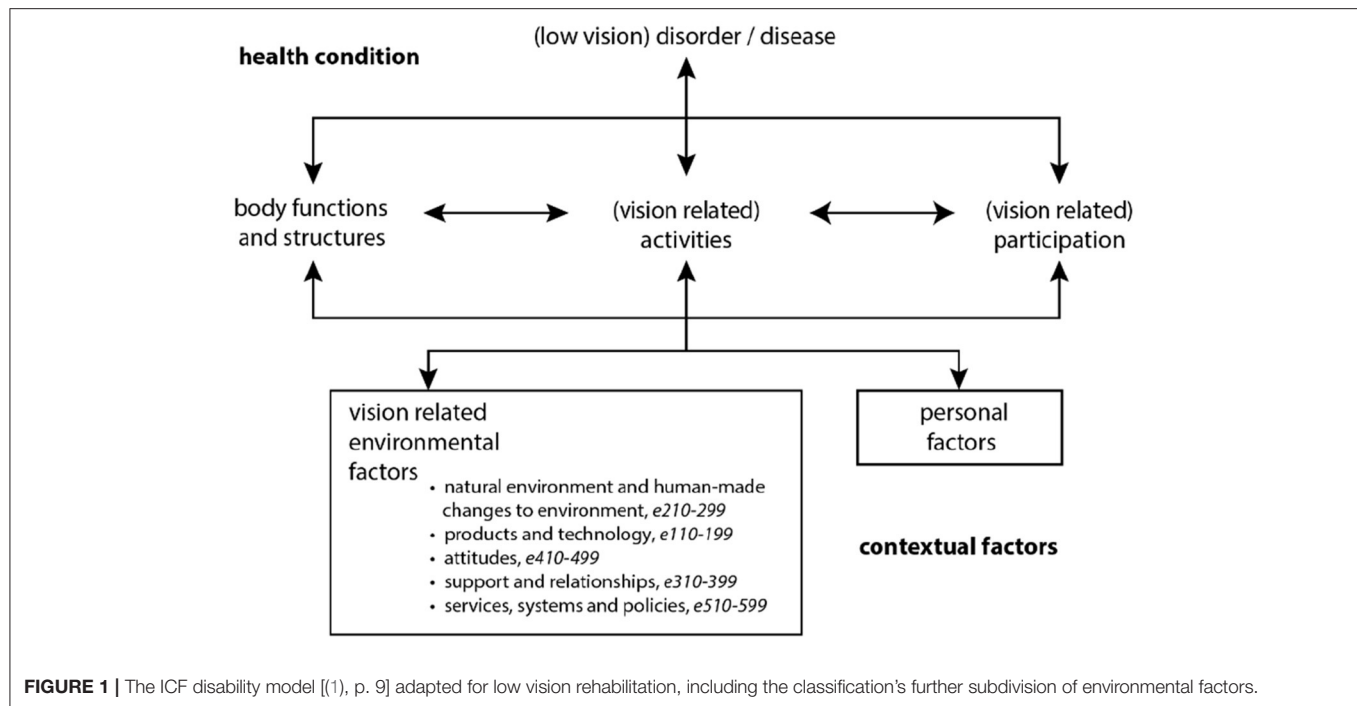 (low vision) disorder / disease
health condition
body functions
and structures
(vision related)
activities
(vision related)
participation
vision related
environmental
factors
• natural environment and human-made
changes to environment, e210-299
• products and technology, e110-199
• attitudes, e410-499
• support and relationships, e310-399
• services, systems and policies, e510-599
personal
factors
contextual factors
FIGURE 1 | The ICF disability model [(1), p. 9] adapted for low vision rehabilitation, including the classification's further subdivision of environmental factors.